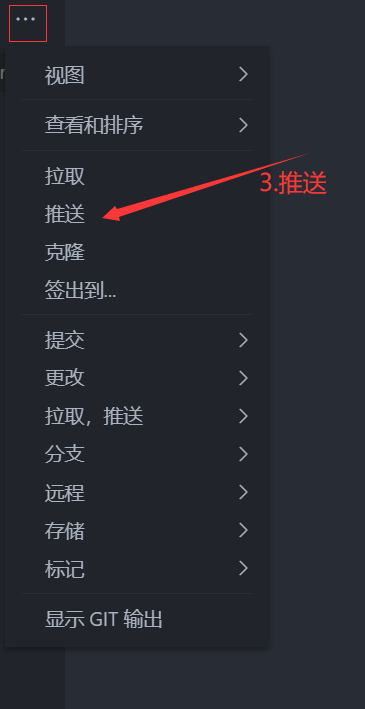 ...
视图
查看和排序
拉取
推送
3.推送
克隆
签出到...
提交
更改
拉取，推送
分支
远程
存储
标记
显示 GIT 输出